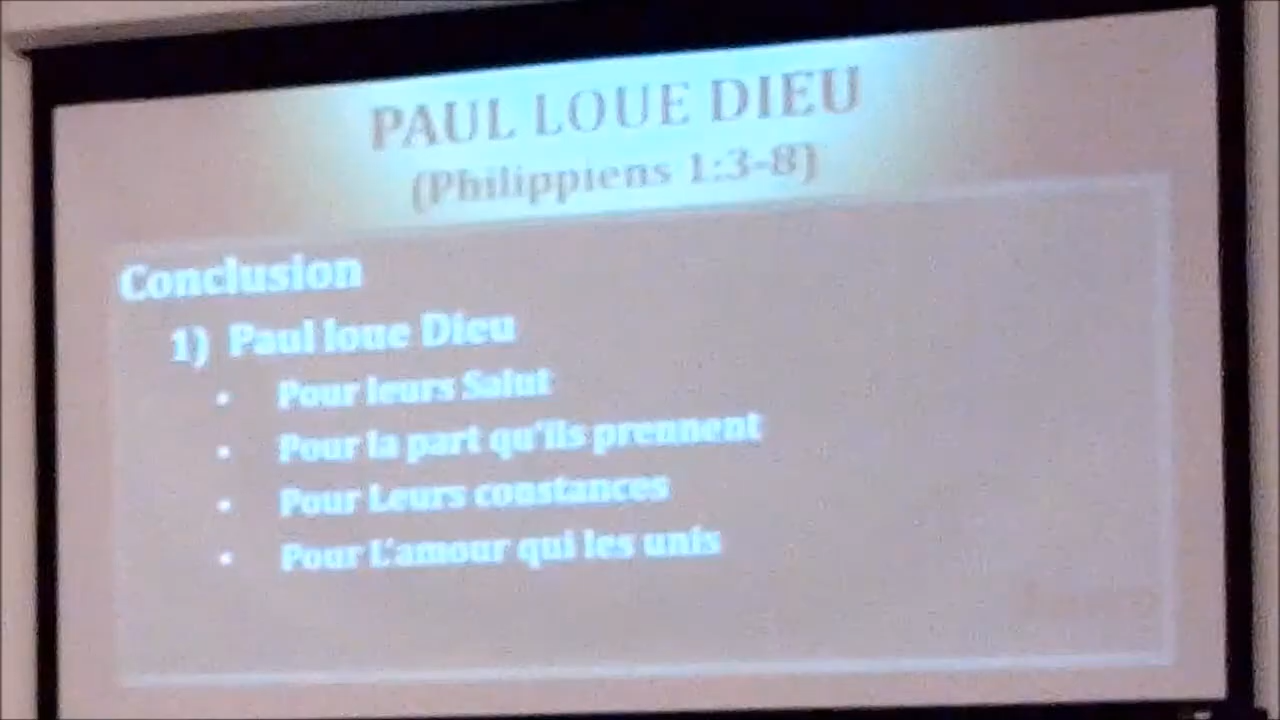 PAUL LOUE DIEU
(Philippiens 1:3-8)
Conclusion
1) Paul loue Dieu
• Pour leurs Salut
• Pour la part qu'ils prennent
• Pour Leurs constances
• Pour L'amour qui les unis